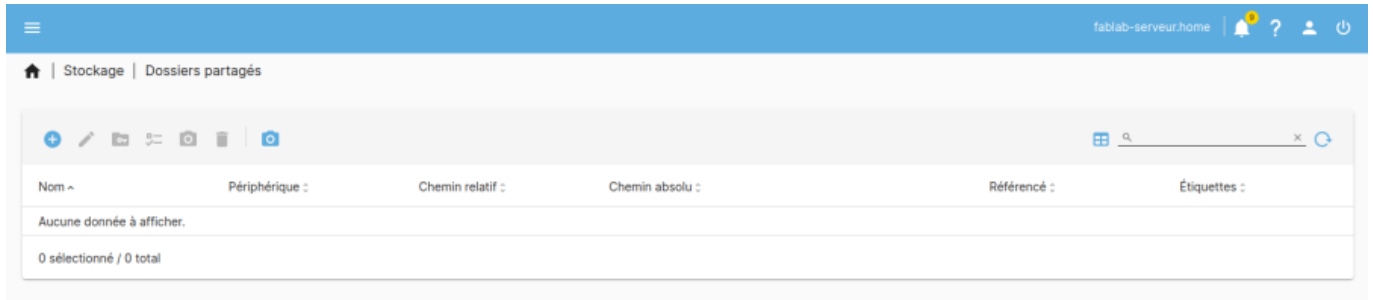 fablab-serveur.home
9
?
Stockage | Dossiers partagés
Nom Périphérique Chemin relatif Chemin absolu Référencé Étiquettes
Aucune donnée à afficher.
0 sélectionné / 0 total